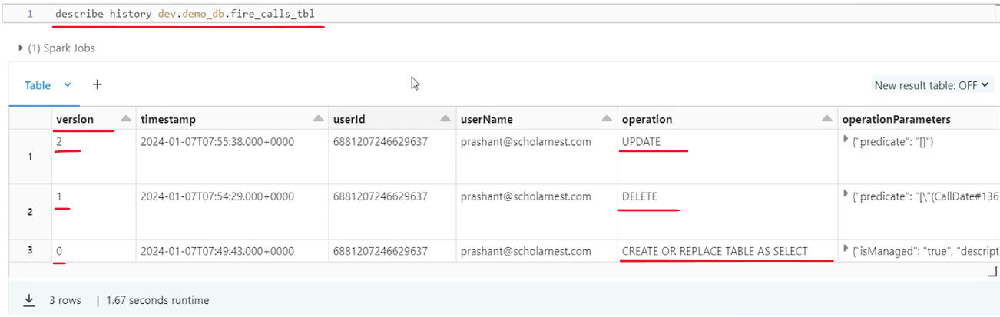 1 describe history dev.demo_db.fire_calls_tbl
(1) Spark Jobs
Table +
New result table: OFF
version timestamp userId userName operation operationParameters
1 2 2024-01-07T07:55:38.000+0000 6881207246629637 prashant@scholarnest.com UPDATE {"predicate": "[]"}
2 1 2024-01-07T07:54:29.000+0000 6881207246629637 prashant@scholarnest.com DELETE {"predicate": "[\"(CallDate#136
3 0 2024-01-07T07:49:43.000+0000 6881207246629637 prashant@scholarnest.com CREATE OR REPLACE TABLE AS SELECT {"isManaged": "true", "descript
3 rows | 1.67 seconds runtime